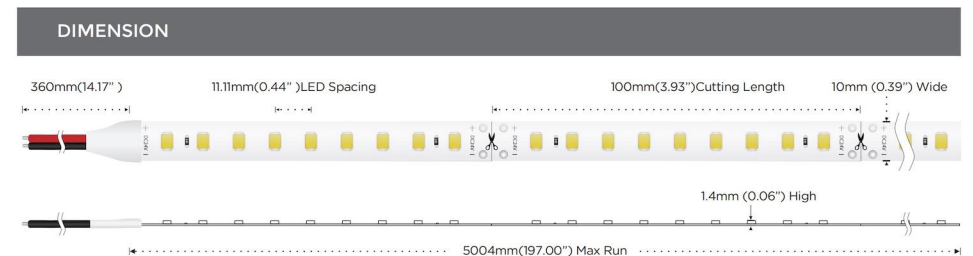 DIMENSION
360mm(14.17” )
11.11mm(0.44” )LED Spacing
100mm(3.93”)Cutting Length
10mm (0.39”) Wide
1.4mm (0.06”) High
5004mm(197.00”) Max Run